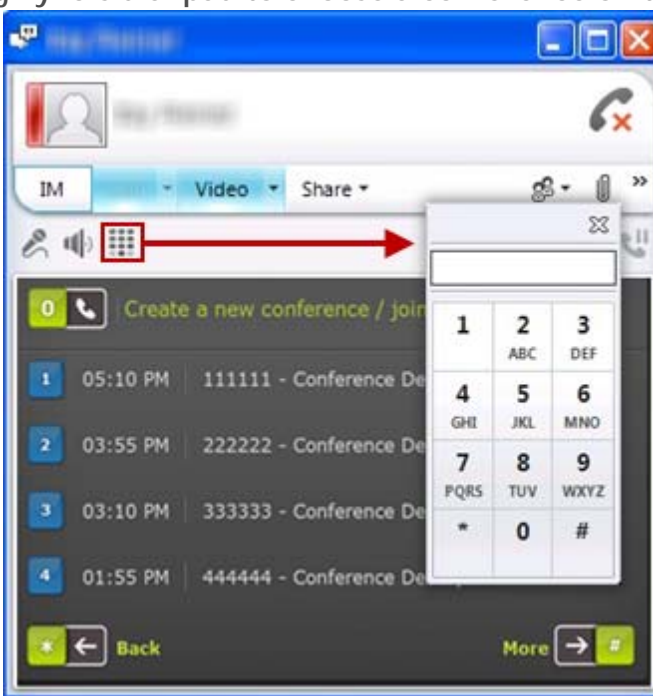 IM Video Share
0 Create a new conference / join
1 05:10 PM 111111 - Conference De
2 03:55 PM 222222 - Conference De
3 03:10 PM 333333 - Conference De
4 01:55 PM 444444 - Conference De
* Back More #
1 2 3
ABC DEF
4 5 6
GHI JKL MNO
7 8 9
PQRS TUV WXYZ
* 0 #